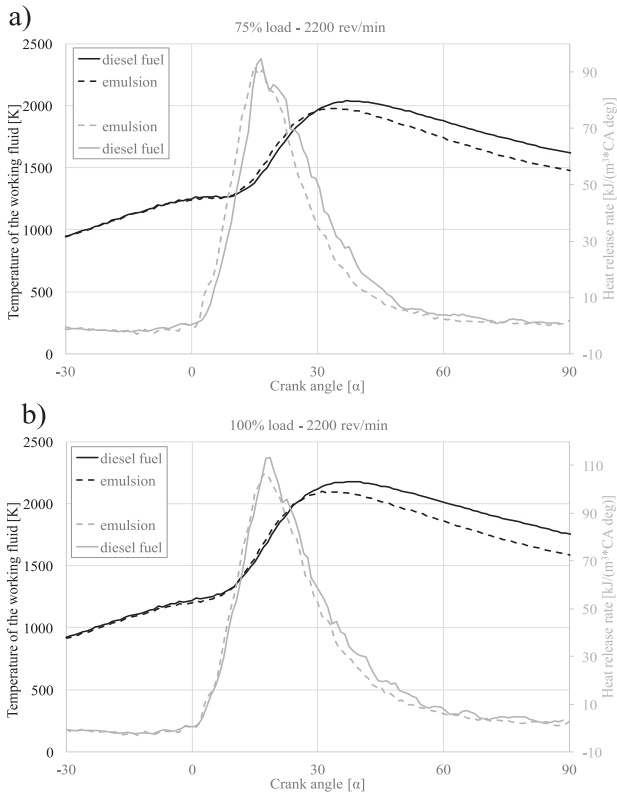 a)
75% load - 2200 rev/min
Temperature of the working fluid [K]
2500
2000
1500
1000
500
0
diesel fuel
emulsion
emulsion
diesel fuel
90
70
50
30
10
-10
Heat release rate [kJ/(m³*CA deg)]
-30
0
30
60
90
Crank angle [α]
b)
100% load - 2200 rev/min
Temperature of the working fluid [K]
2500
2000
1500
1000
500
0
diesel fuel
emulsion
emulsion
diesel fuel
110
90
70
50
30
10
-10
Heat release rate [kJ/(m³*CA deg)]
-30
0
30
60
90
Crank angle [α]